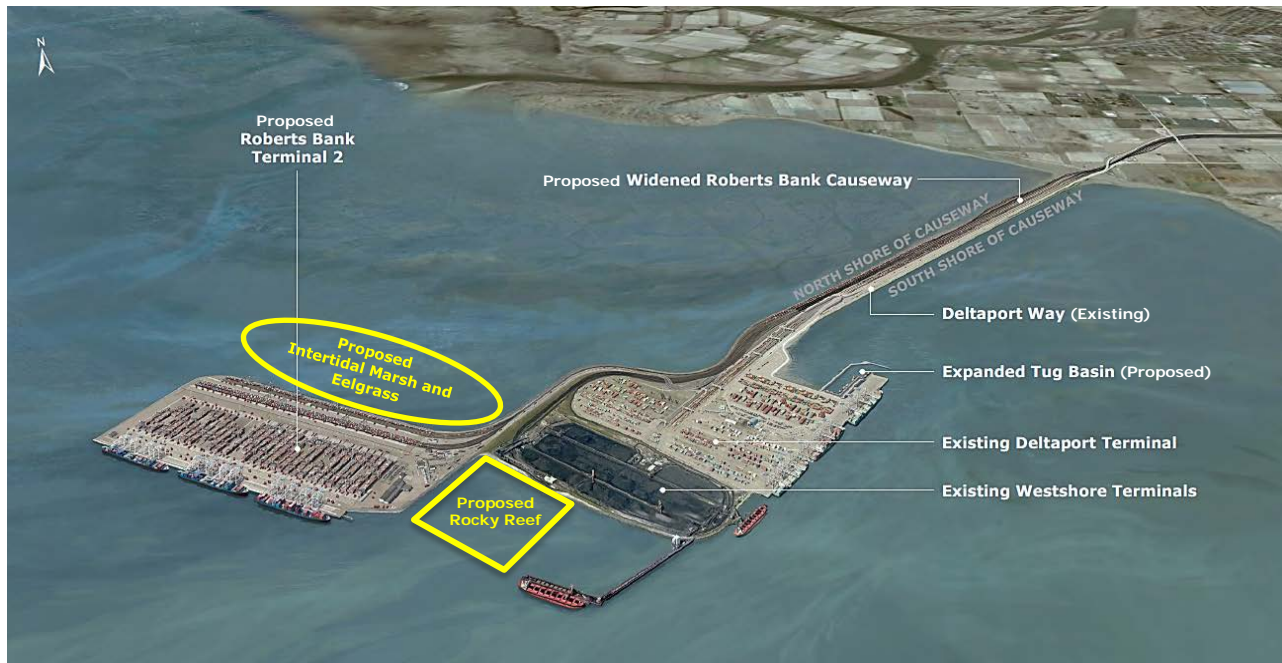 N
Proposed
Roberts Bank
Terminal 2
Proposed Widened Roberts Bank Causeway
NORTH SHORE OF CAUSEWAY
SOUTH SHORE OF CAUSEWAY
Deltaport Way (Existing)
Proposed
Intertidal Marsh and
Eelgrass
Expanded Tug Basin (Proposed)
Existing Deltaport Terminal
Existing Westshore Terminals
Proposed
Rocky Reef